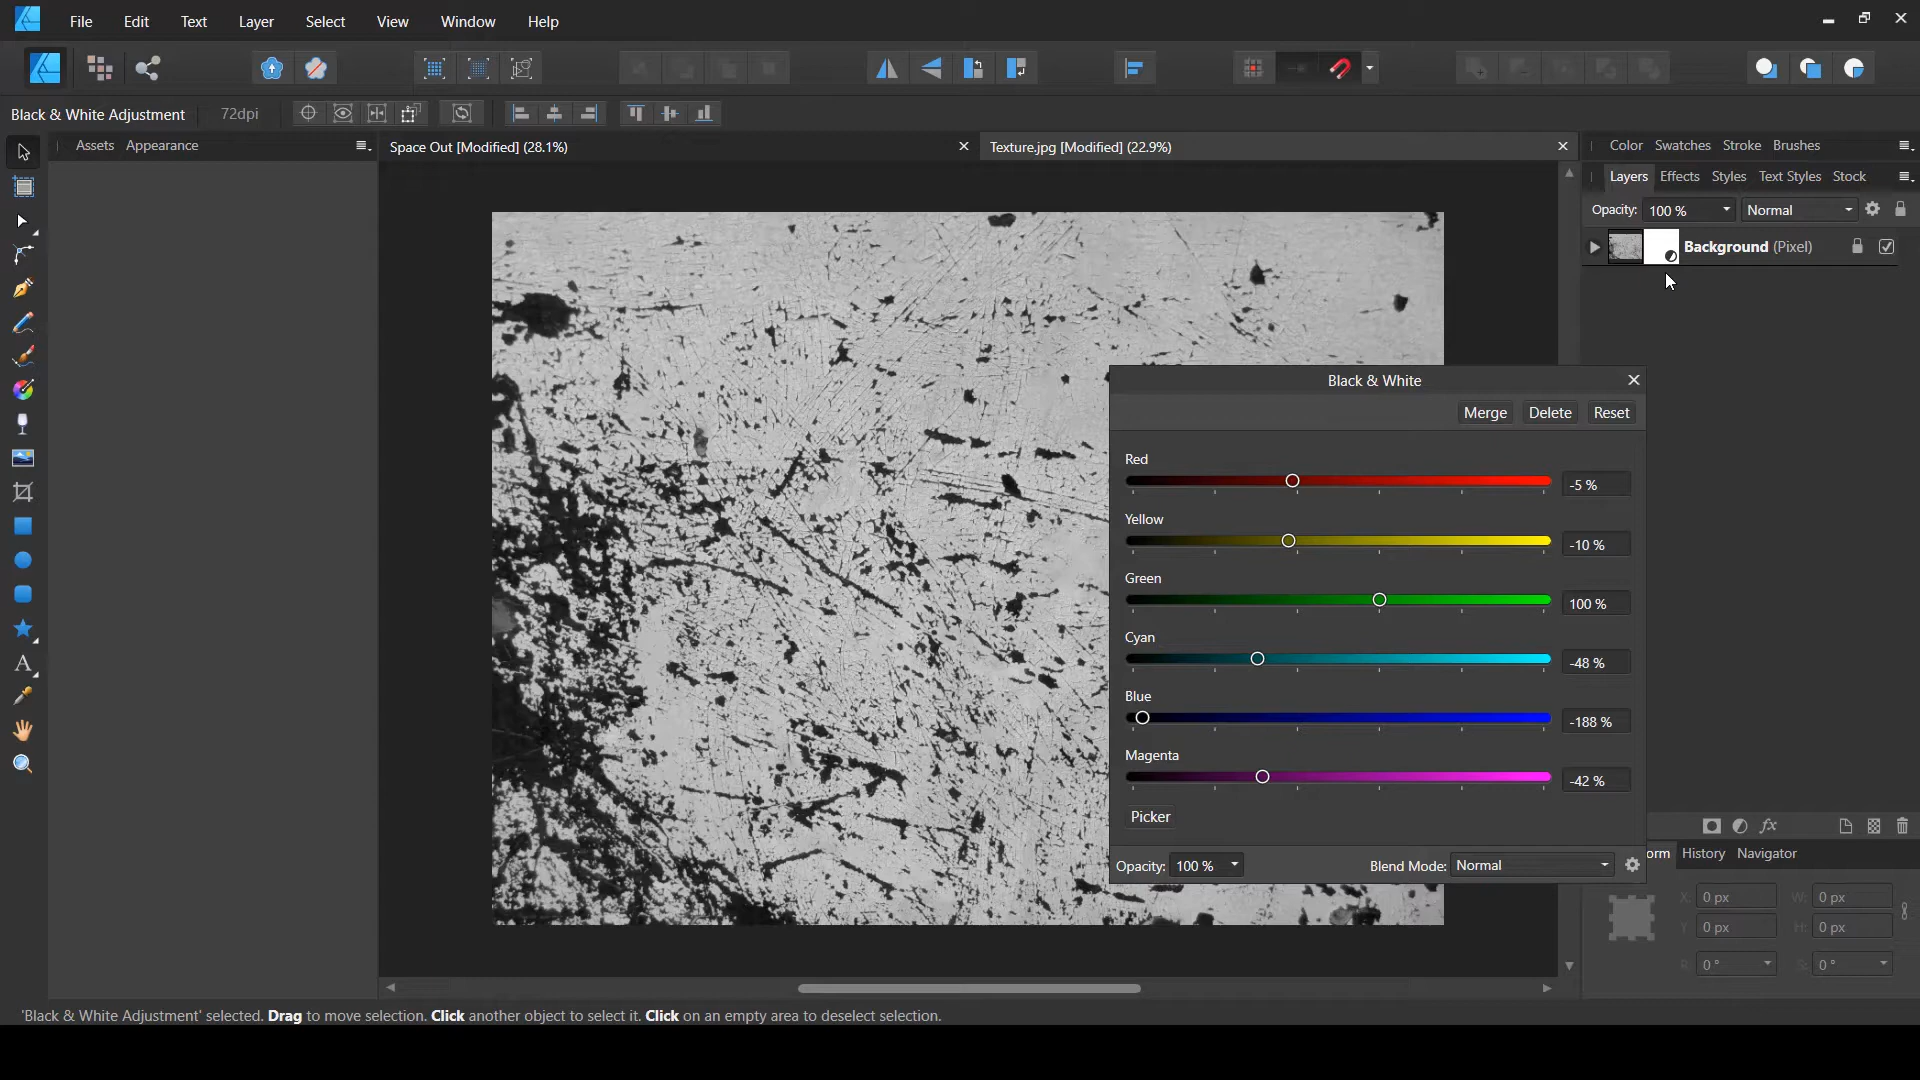 File Edit Text Layer Select View Window Help
Black & White Adjustment 72dpi
Assets Appearance
Space Out [Modified] (28.1%)
Texture.jpg [Modified] (22.9%)
Color Swatches Stroke Brushes
Layers Effects Styles Text Styles Stock
Opacity: 100 % Normal
Background (Pixel)
Black & White
Merge Delete Reset
Red
-5 %
Yellow
-10 %
Green
100 %
Cyan
-48 %
Blue
-188 %
Magenta
-42 %
Picker
Opacity: 100 % Blend Mode: Normal
fx
orm History Navigator
X: 0 px W: 0 px
Y: 0 px H: 0 px
R: 0 ° S: 0 °
A
'Black & White Adjustment' selected. Drag to move selection. Click another object to select it. Click on an empty area to deselect selection.